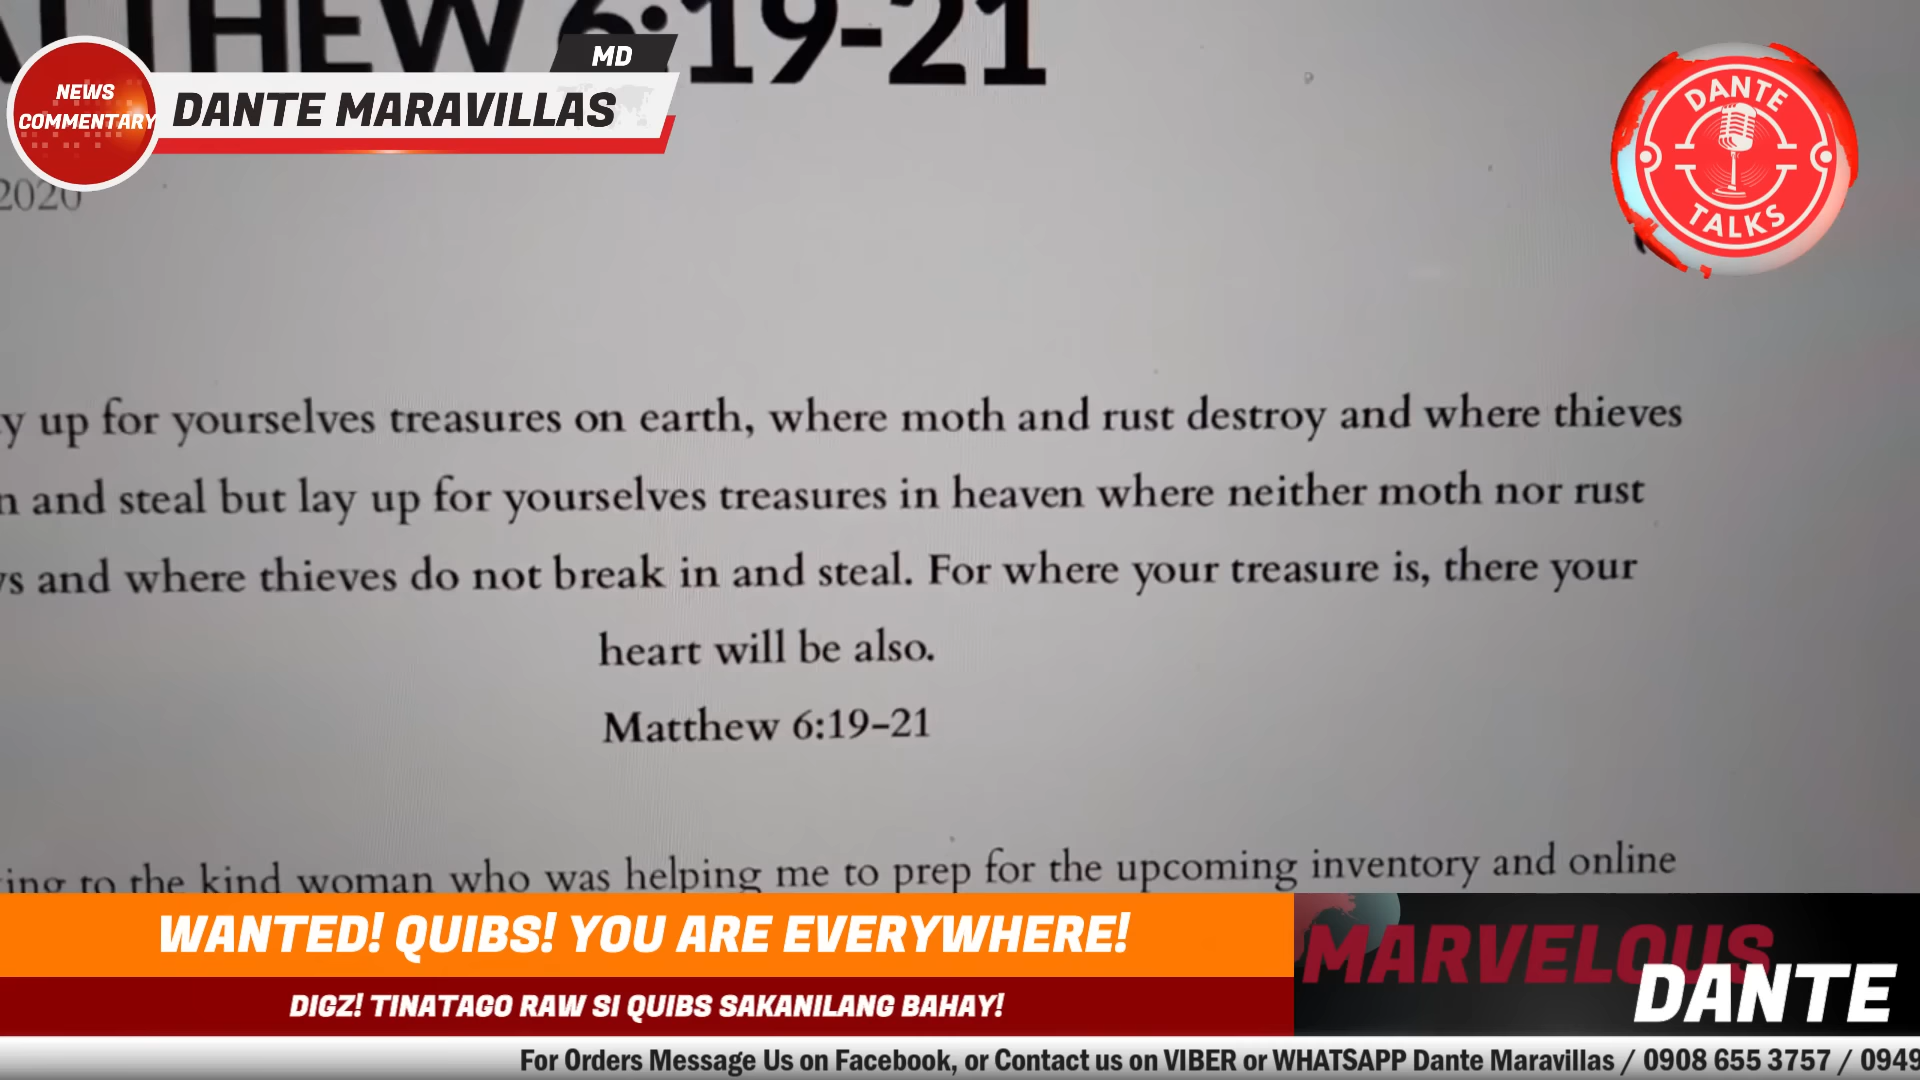 ATTHEW 6:19-21
MD
NEWS
COMMENTARY
DANTE MARAVILLAS
DANTE
TALKS
2020
y up for yourselves treasures on earth, where moth and rust destroy and where thieves
n and steal but lay up for yourselves treasures in heaven where neither moth nor rust
ys and where thieves do not break in and steal. For where your treasure is, there your
heart will be also.
Matthew 6:19-21
ing to the kind woman who was helping me to prep for the upcoming inventory and online
WANTED! QUIBS! YOU ARE EVERYWHERE!
DIGZ! TINATAGO RAW SI QUIBS SAKANILANG BAHAY!
MARVELOUS
DANTE
For Orders Message Us on Facebook, or Contact us on VIBER or WHATSAPP Dante Maravillas / 0908 655 3757 / 0949